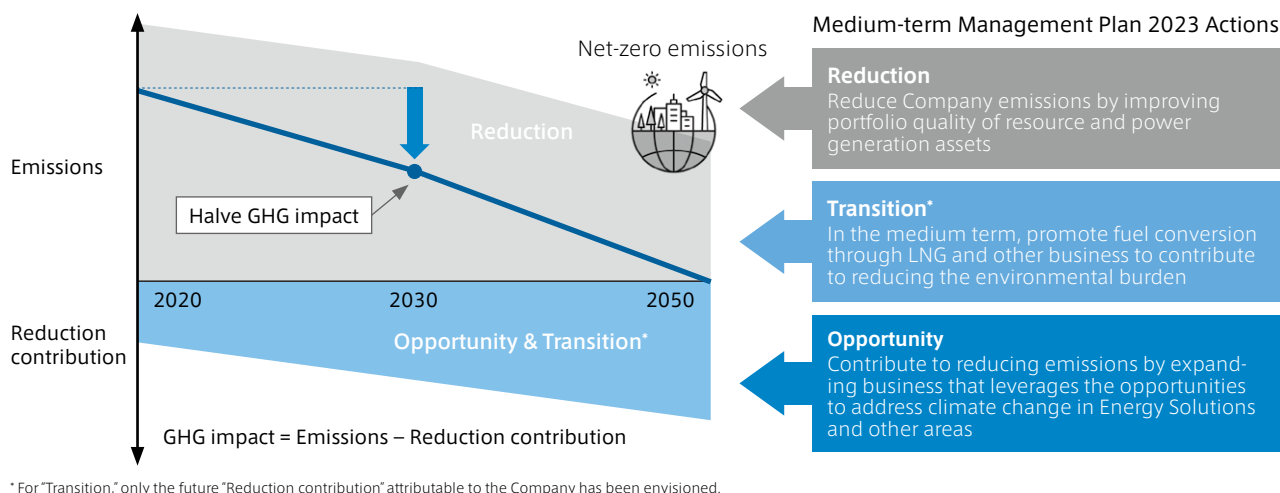 Medium-term Management Plan 2023 Actions
Net-zero emissions
Reduction
Emissions
Halve GHG impact
2020
2030
2050
Reduction
contribution
Opportunity & Transition*
GHG impact = Emissions – Reduction contribution
Reduction
Reduce Company emissions by improving
portfolio quality of resource and power
generation assets
Transition*
In the medium term, promote fuel conversion
through LNG and other business to contribute
to reducing the environmental burden
Opportunity
Contribute to reducing emissions by expand-
ing business that leverages the opportunities
to address climate change in Energy Solutions
and other areas
* For “Transition,” only the future “Reduction contribution” attributable to the Company has been envisioned.